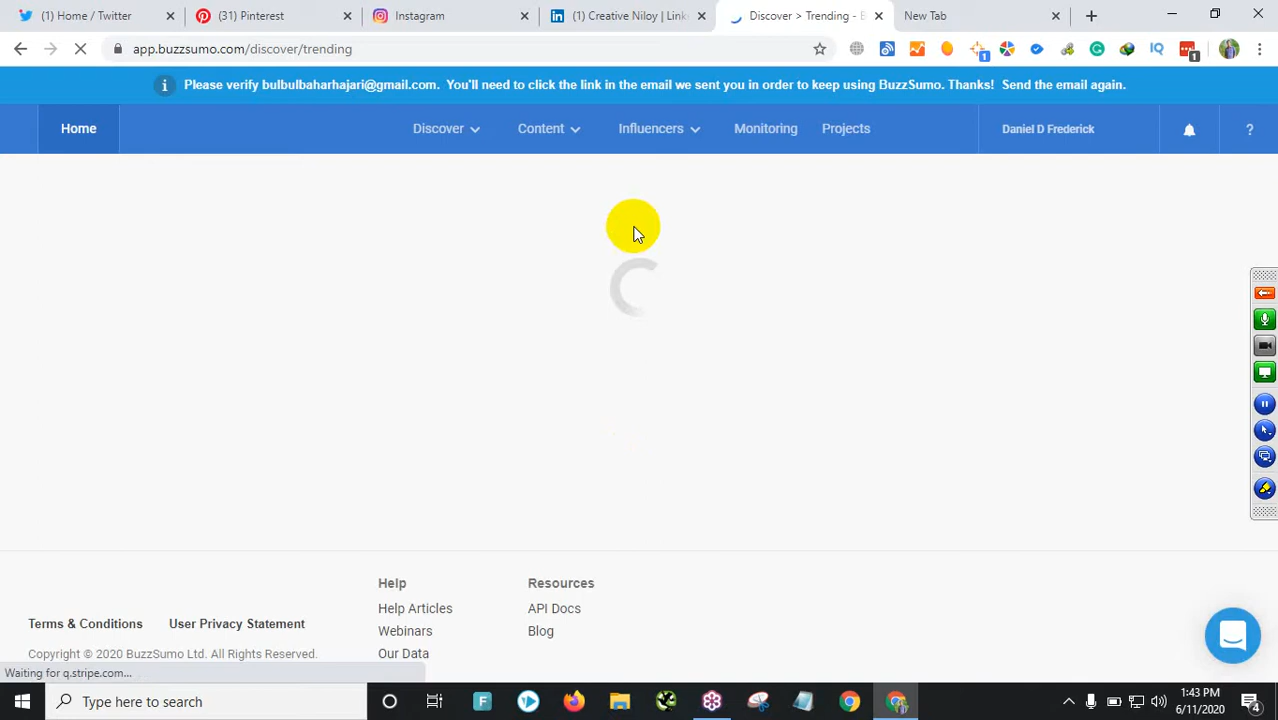 (1) Home / Twitter
(31) Pinterest
Instagram
(1) Creative Niloy | Link
Discover > Trending - B
New Tab
app.buzzsumo.com/discover/trending
1
IQ
1
Please verify bulbulbaharhajari@gmail.com. You'll need to click the link in the email we sent you in order to keep using BuzzSumo. Thanks! Send the email again.
Home
Discover
Content
Influencers
Monitoring
Projects
Daniel D Frederick
?
Help
Resources
Help Articles
API Docs
Terms & Conditions
User Privacy Statement
Webinars
Blog
Copyright © 2020 BuzzSumo Ltd. All Rights Reserved.
Our Data
Waiting for q.stripe.com...
Type here to search
1:43 PM
6/11/2020
4